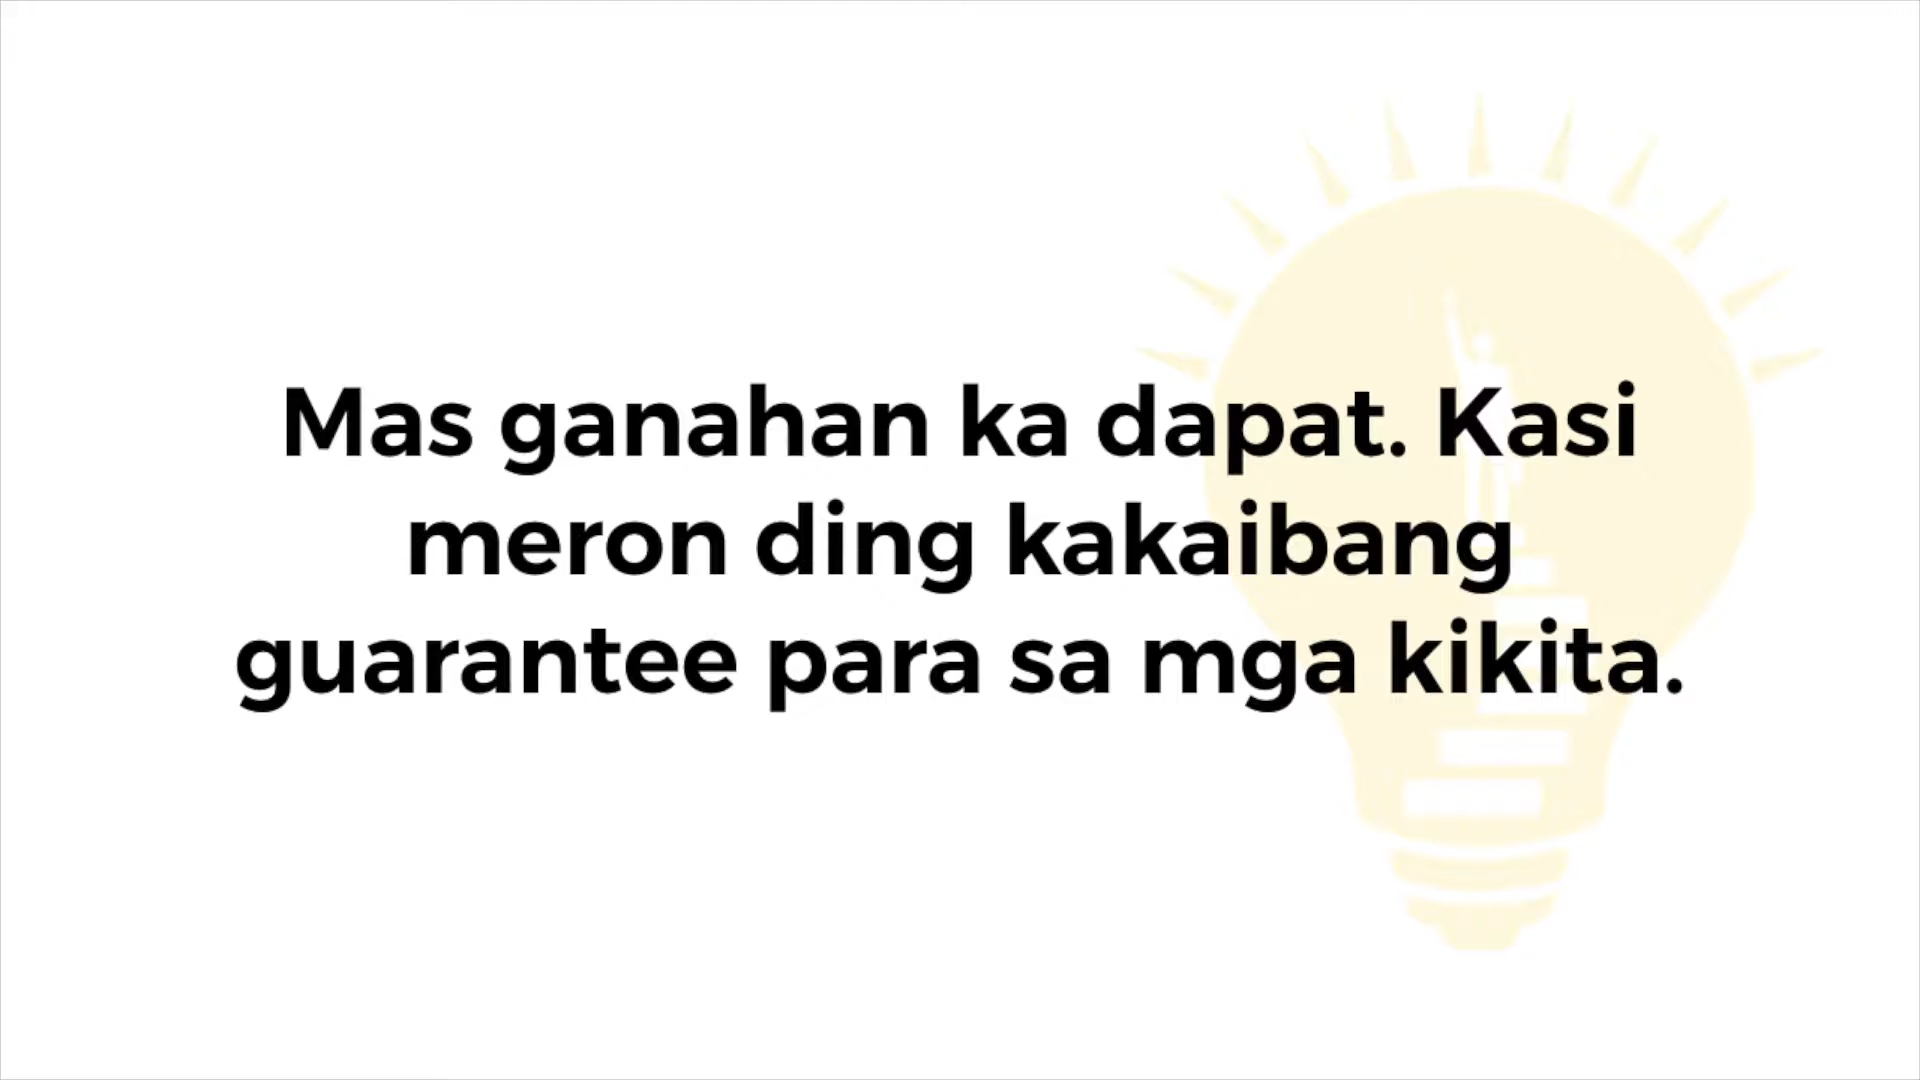 Mas ganahan ka dapat. Kasi
meron ding kakaibang
guarantee para sa mga kikita.